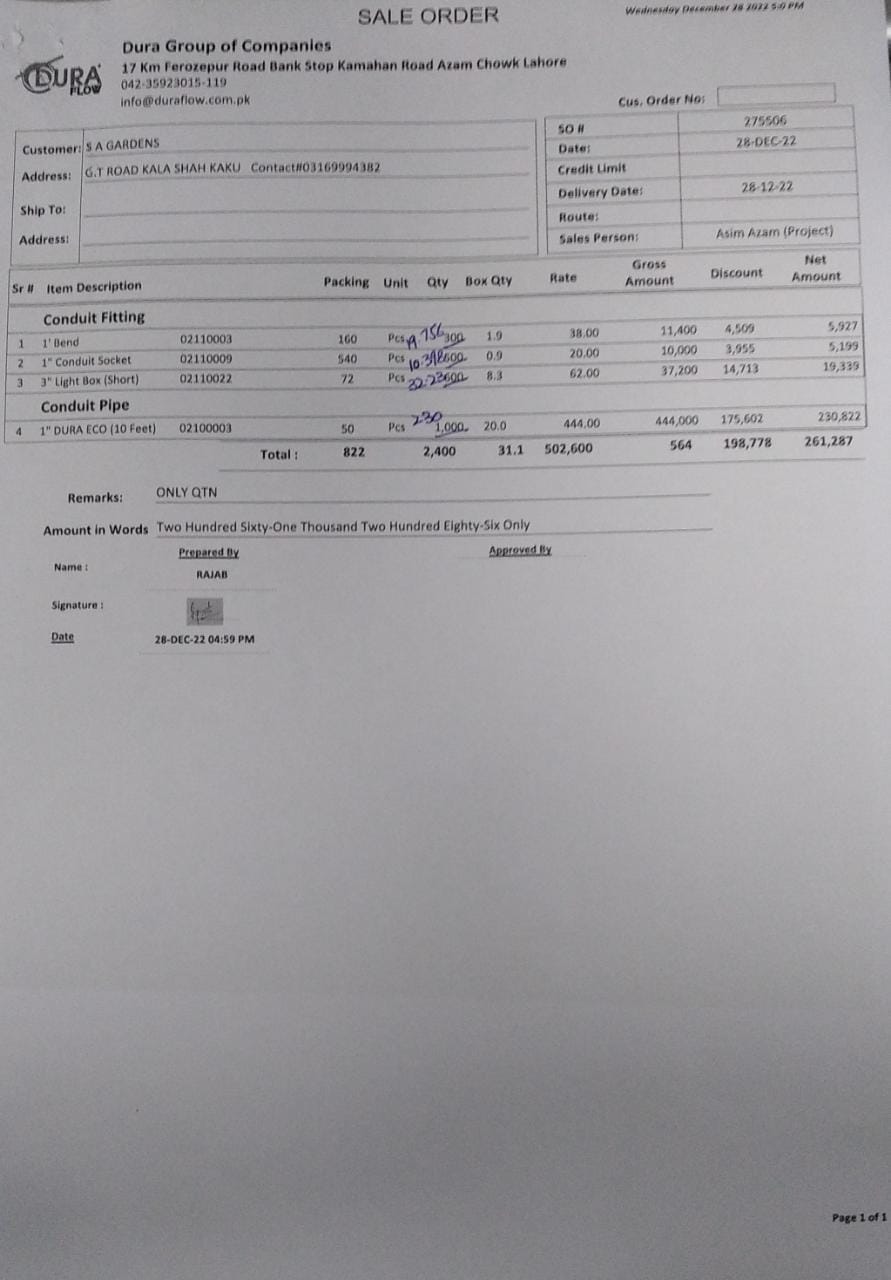 SALE ORDER
Wednesday December 28 2022 5:0 PM
DURA FLOW
Dura Group of Companies
17 Km Ferozepur Road Bank Stop Kamahan Road Azam Chowk Lahore
042-35923015-119
info@duraflow.com.pk
Cus. Order No:
Customer: S A GARDENS
Address: G.T ROAD KALA SHAH KAKU Contact#03169994382
Ship To:
Address:
SO # 275506
Date: 28-DEC-22
Credit Limit
Delivery Date: 28-12-22
Route:
Sales Person: Asim Azam (Project)
Sr # Item Description Packing Unit Qty Box Qty Rate Gross Amount Discount Net Amount
Conduit Fitting
1 1' Bend 02110003 160 Pcs 300 1.9 38.00 11,400 4,509 5,927
2 1" Conduit Socket 02110009 540 Pcs 0.9 20.00 10,000 3,955 5,199
3 3" Light Box (Short) 02110022 72 Pcs 600 8.3 62.00 37,200 14,713 19,339
Conduit Pipe
4 1" DURA ECO (10 Feet) 02100003 50 Pcs 230 1,000 20.0 444.00 444,000 175,602 230,822
Total : 822 2,400 31.1 502,600 564 198,778 261,287
Remarks: ONLY QTN
Amount in Words Two Hundred Sixty-One Thousand Two Hundred Eighty-Six Only
Prepared By Approved By
Name : RAJAB
Signature :
Date 28-DEC-22 04:59 PM
Page 1 of 1